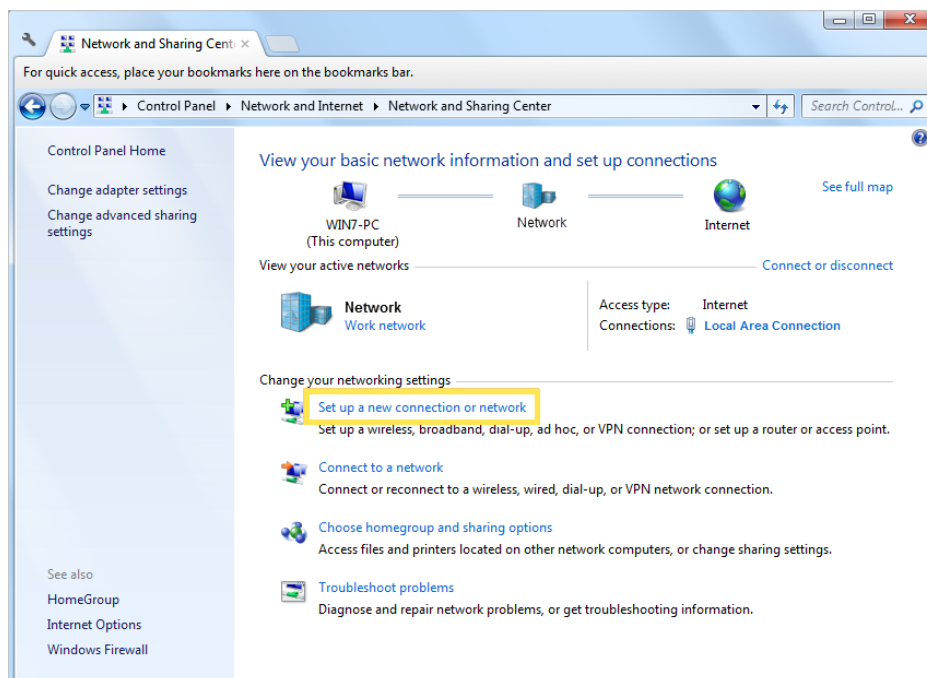 Network and Sharing Cent
For quick access, place your bookmarks here on the bookmarks bar.
Control Panel Network and Internet Network and Sharing Center
Search Control...
Control Panel Home
Change adapter settings
Change advanced sharing
settings
See also
HomeGroup
Internet Options
Windows Firewall
View your basic network information and set up connections
See full map
WIN7-PC
(This computer)
Network
Internet
View your active networks
Connect or disconnect
Network
Work network
Access type: Internet
Connections: Local Area Connection
Change your networking settings
Set up a new connection or network
Set up a wireless, broadband, dial-up, ad hoc, or VPN connection; or set up a router or access point.
Connect to a network
Connect or reconnect to a wireless, wired, dial-up, or VPN network connection.
Choose homegroup and sharing options
Access files and printers located on other network computers, or change sharing settings.
Troubleshoot problems
Diagnose and repair network problems, or get troubleshooting information.